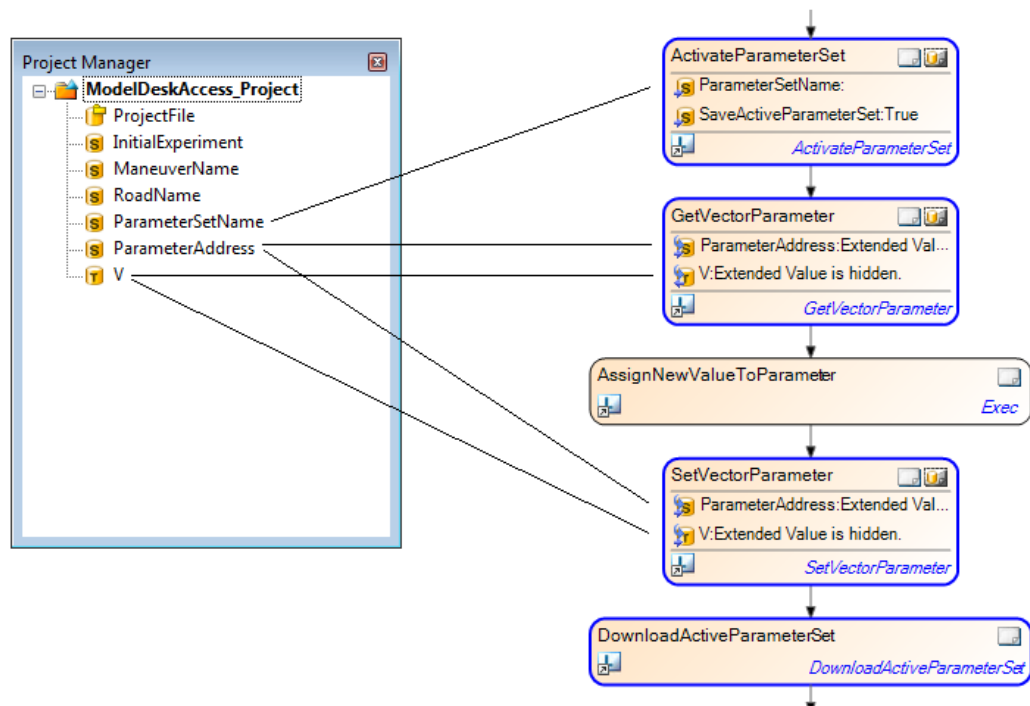 Project Manager
ModelDeskAccess_Project
ProjectFile
InitialExperiment
ManeuverName
RoadName
ParameterSetName
ParameterAddress
V
ActivateParameterSet
ParameterSetName:
SaveActiveParameterSet:True
ActivateParameterSet
GetVectorParameter
ParameterAddress:Extended Val...
V:Extended Value is hidden.
GetVectorParameter
AssignNewValueToParameter
Exec
SetVectorParameter
ParameterAddress:Extended Val...
V:Extended Value is hidden.
SetVectorParameter
DownloadActiveParameterSet
DownloadActiveParameterSet